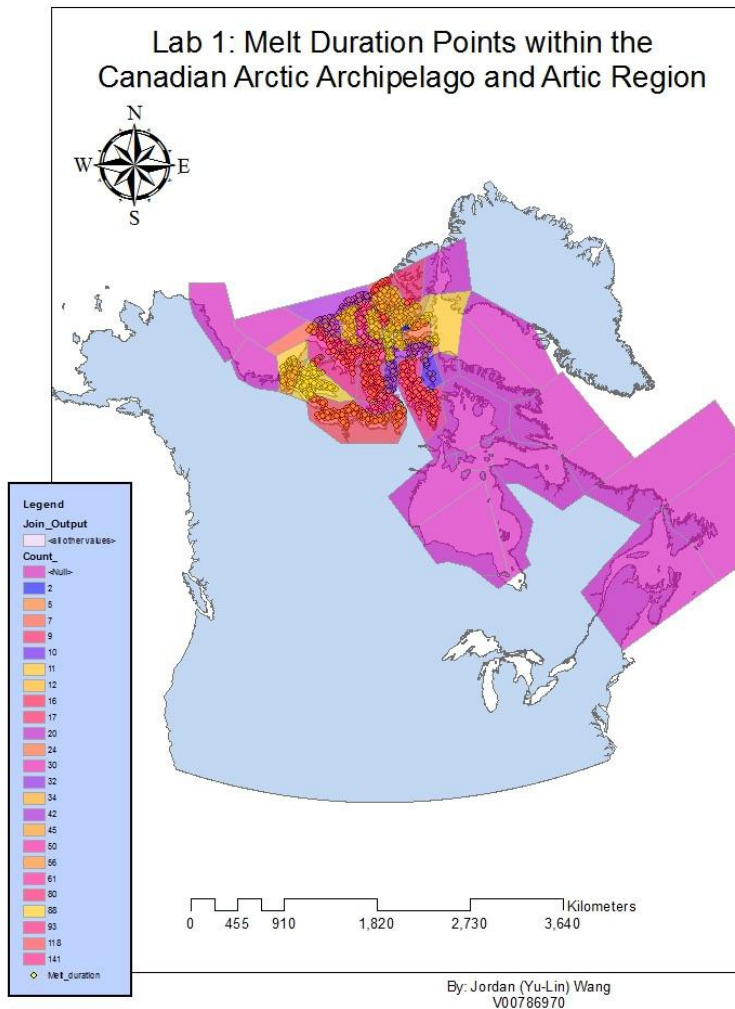 Lab 1: Melt Duration Points within the
Canadian Arctic Archipelago and Artic Region
N
W E
S
Legend
Join_Output
<all other values>
Count_
<Null>
2
5
7
9
10
11
12
16
17
20
24
30
32
34
42
45
50
56
61
80
88
93
118
141
Melt_duration
Kilometers
0 455 910 1,820 2,730 3,640
By: Jordan (Yu-Lin) Wang
V00786970